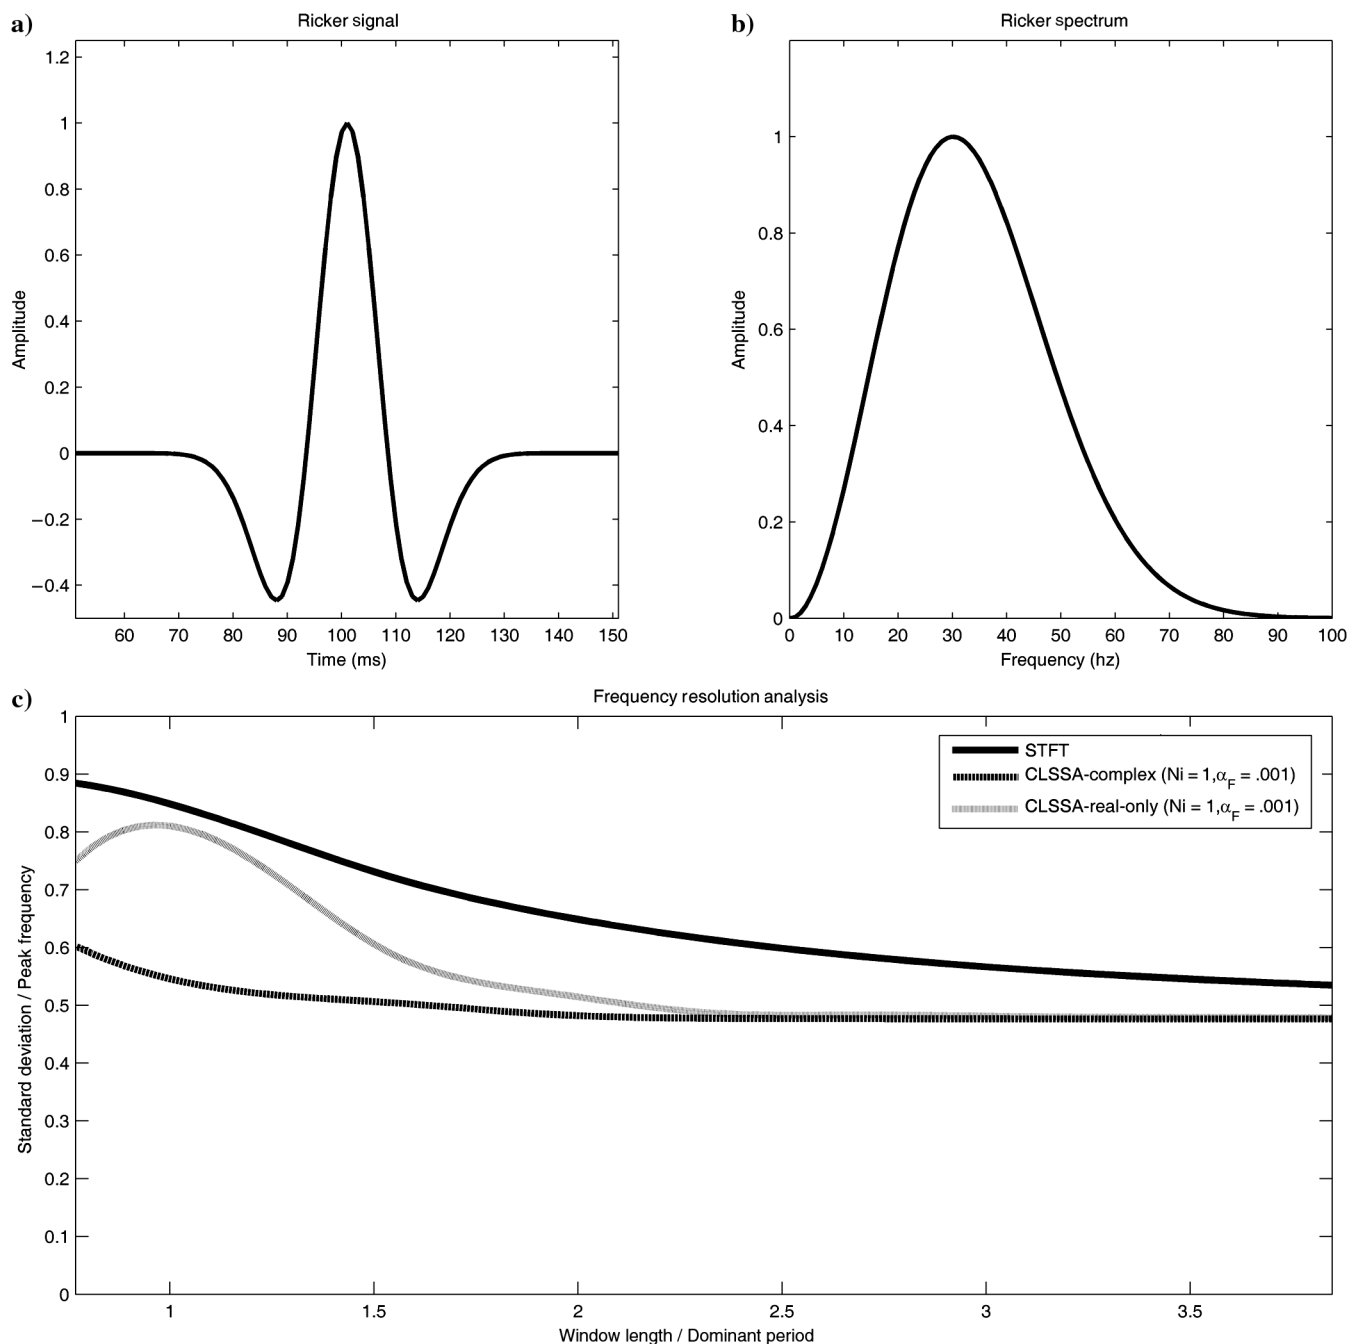 a)
Ricker signal
1.2
1
0.8
0.6
0.4
0.2
0
−0.2
−0.4
Amplitude
60 70 80 90 100 110 120 130 140 150
Time (ms)
b)
Ricker spectrum
1
0.8
0.6
0.4
0.2
0
Amplitude
0 10 20 30 40 50 60 70 80 90 100
Frequency (hz)
c)
Frequency resolution analysis
1
0.9
0.8
0.7
0.6
0.5
0.4
0.3
0.2
0.1
0
Standard deviation / Peak frequency
STFT
CLSSA-complex (Ni = 1,α_F = .001)
CLSSA-real-only (Ni = 1,α_F = .001)
1 1.5 2 2.5 3 3.5
Window length / Dominant period